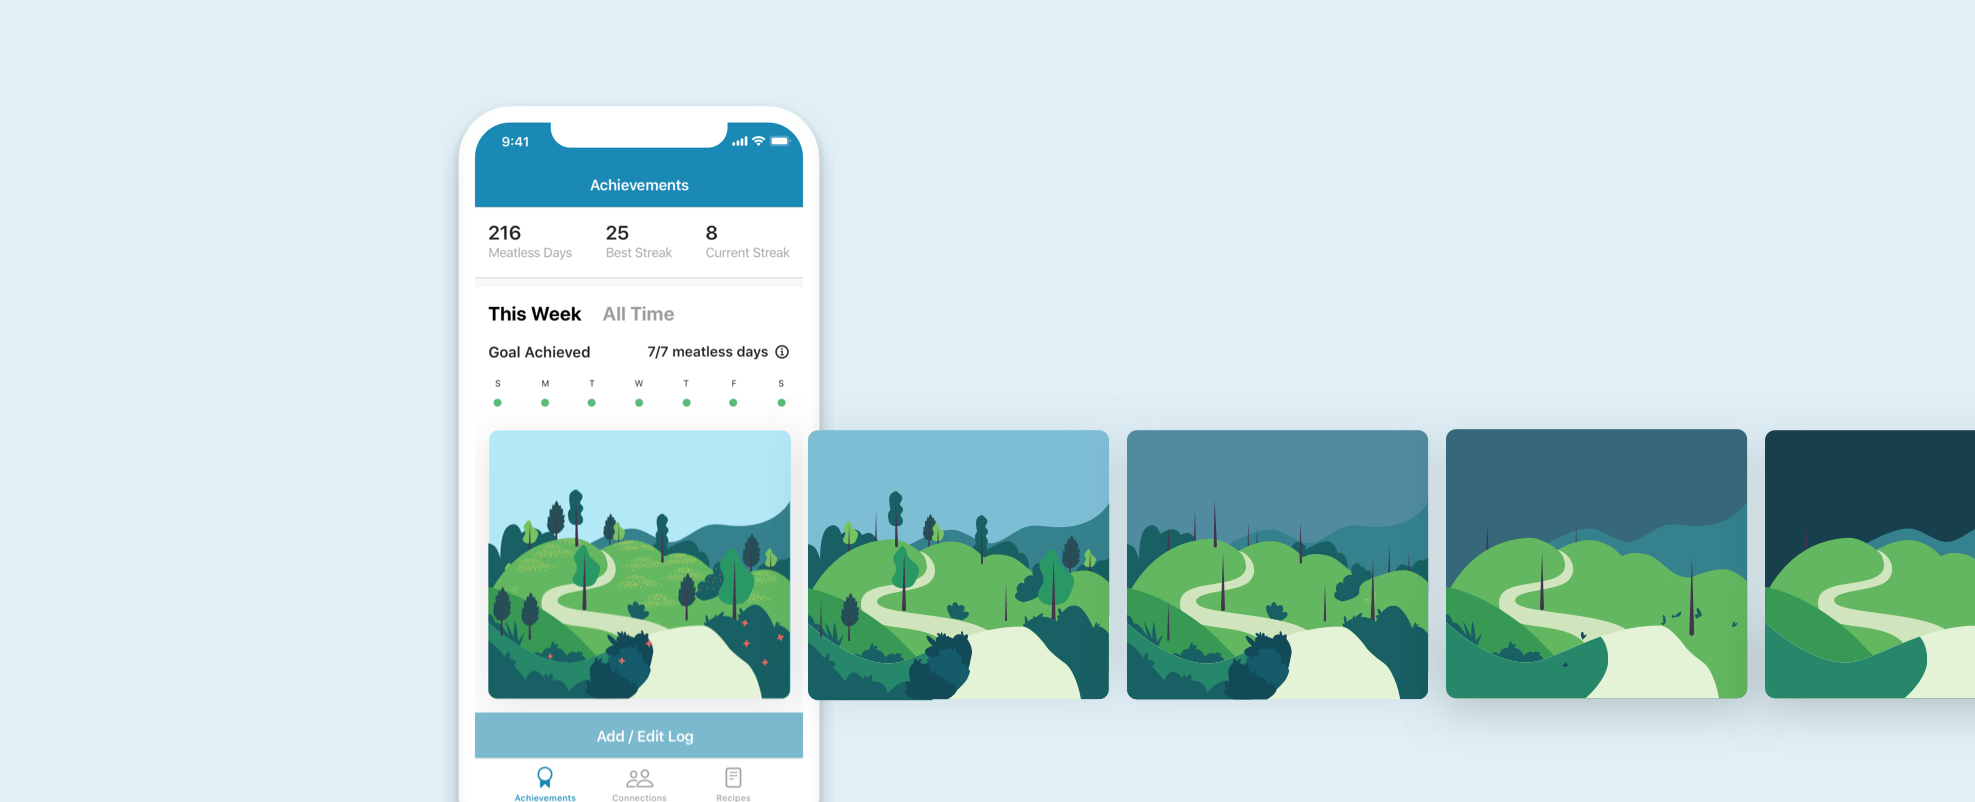 9:41
Achievements
216 25 8
Meatless Days Best Streak Current Streak
This Week All Time
Goal Achieved 7/7 meatless days
S M T W T F S
Add / Edit Log
Achievements Connections Recipes